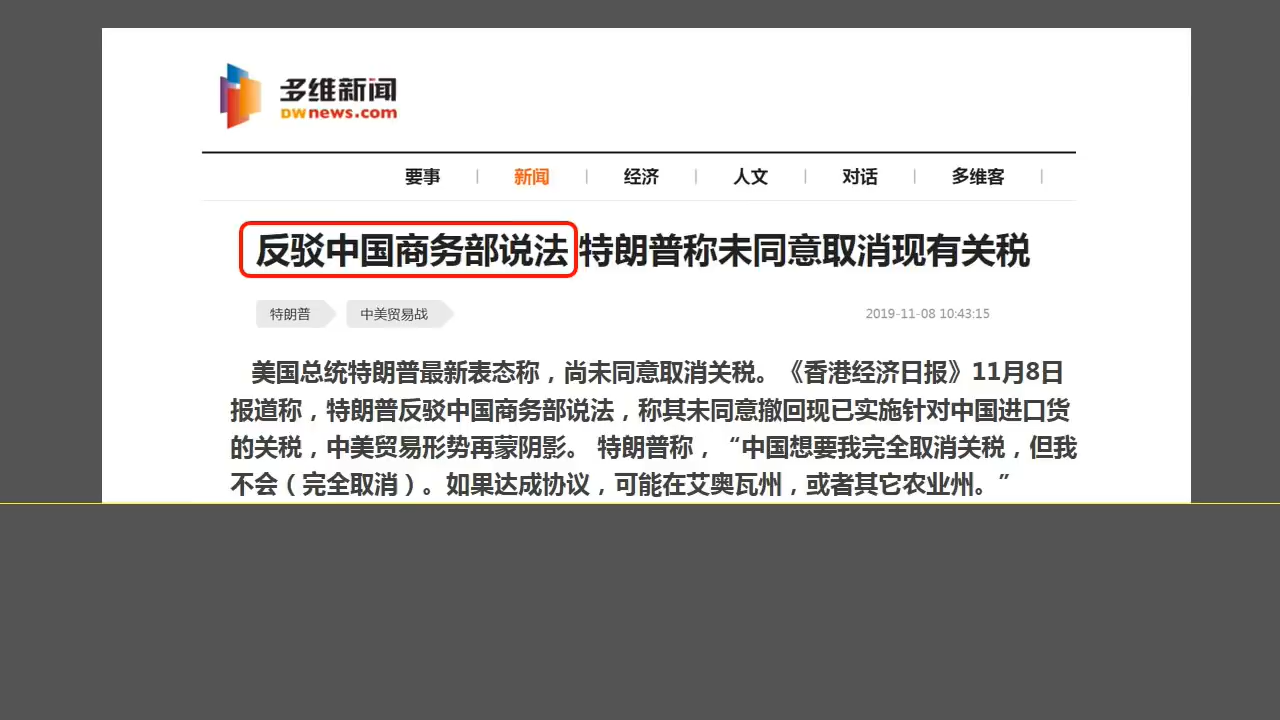 多维新闻
DWnews.com
要事 | 新闻 | 经济 | 人文 | 对话 | 多维客 |
反驳中国商务部说法 特朗普称未同意取消现有关税
特朗普 中美贸易战 2019-11-08 10:43:15
美国总统特朗普最新表态称，尚未同意取消关税。《香港经济日报》11月8日
报道称，特朗普反驳中国商务部说法，称其未同意撤回现已实施针对中国进口货
的关税，中美贸易形势再蒙阴影。 特朗普称，“中国想要我完全取消关税，但我
不会（完全取消）。如果达成协议，可能在艾奥瓦州，或者其它农业州。”